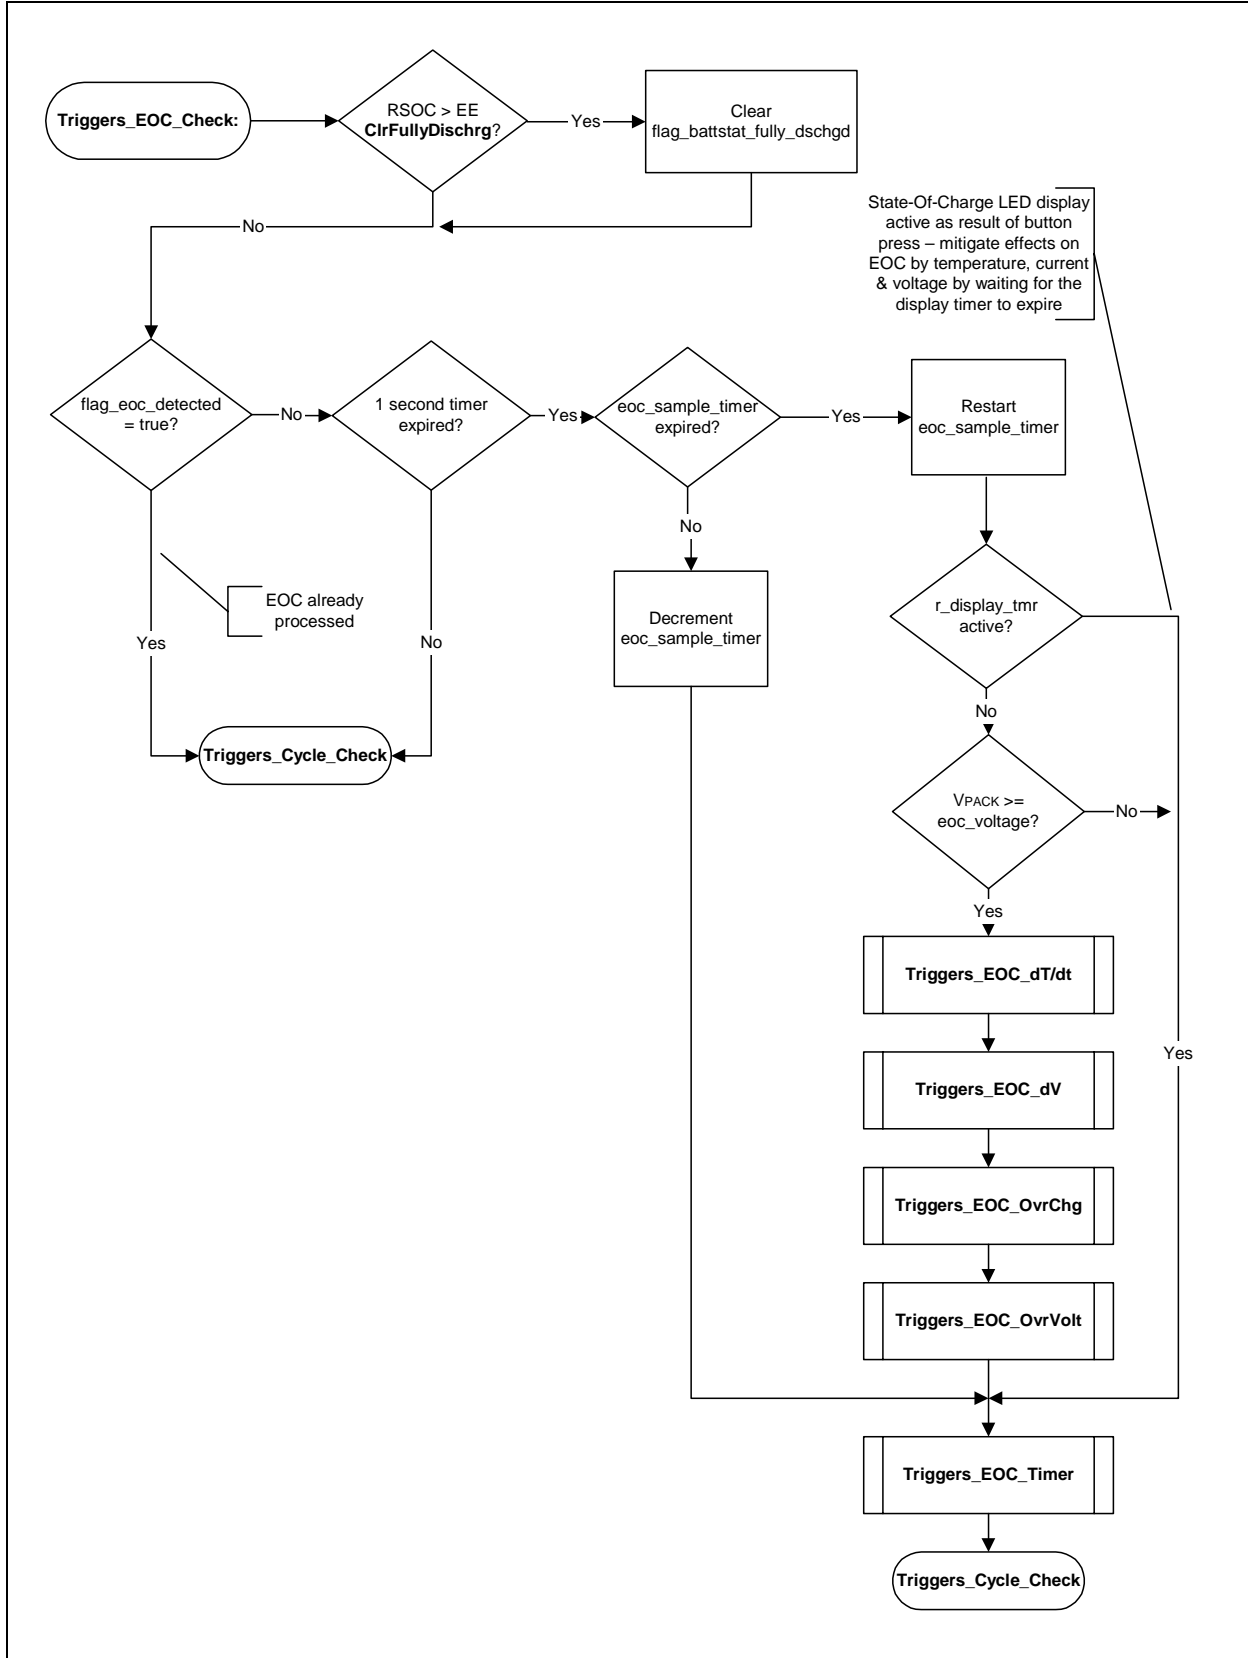 Triggers_EOC_Check:
RSOC > EE
ClrFullyDischrg?
Yes
Clear
flag_battstat_fully_dschgd
No
State-Of-Charge LED display
active as result of button
press – mitigate effects on
EOC by temperature, current
& voltage by waiting for the
display timer to expire
flag_eoc_detected
= true?
No
1 second timer
expired?
Yes
eoc_sample_timer
expired?
Yes
Restart
eoc_sample_timer
No
Decrement
eoc_sample_timer
EOC already
processed
Yes
No
Triggers_Cycle_Check
r_display_tmr
active?
No
VPACK >=
eoc_voltage?
No
Yes
Triggers_EOC_dT/dt
Yes
Triggers_EOC_dV
Triggers_EOC_OvrChg
Triggers_EOC_OvrVolt
Triggers_EOC_Timer
Triggers_Cycle_Check